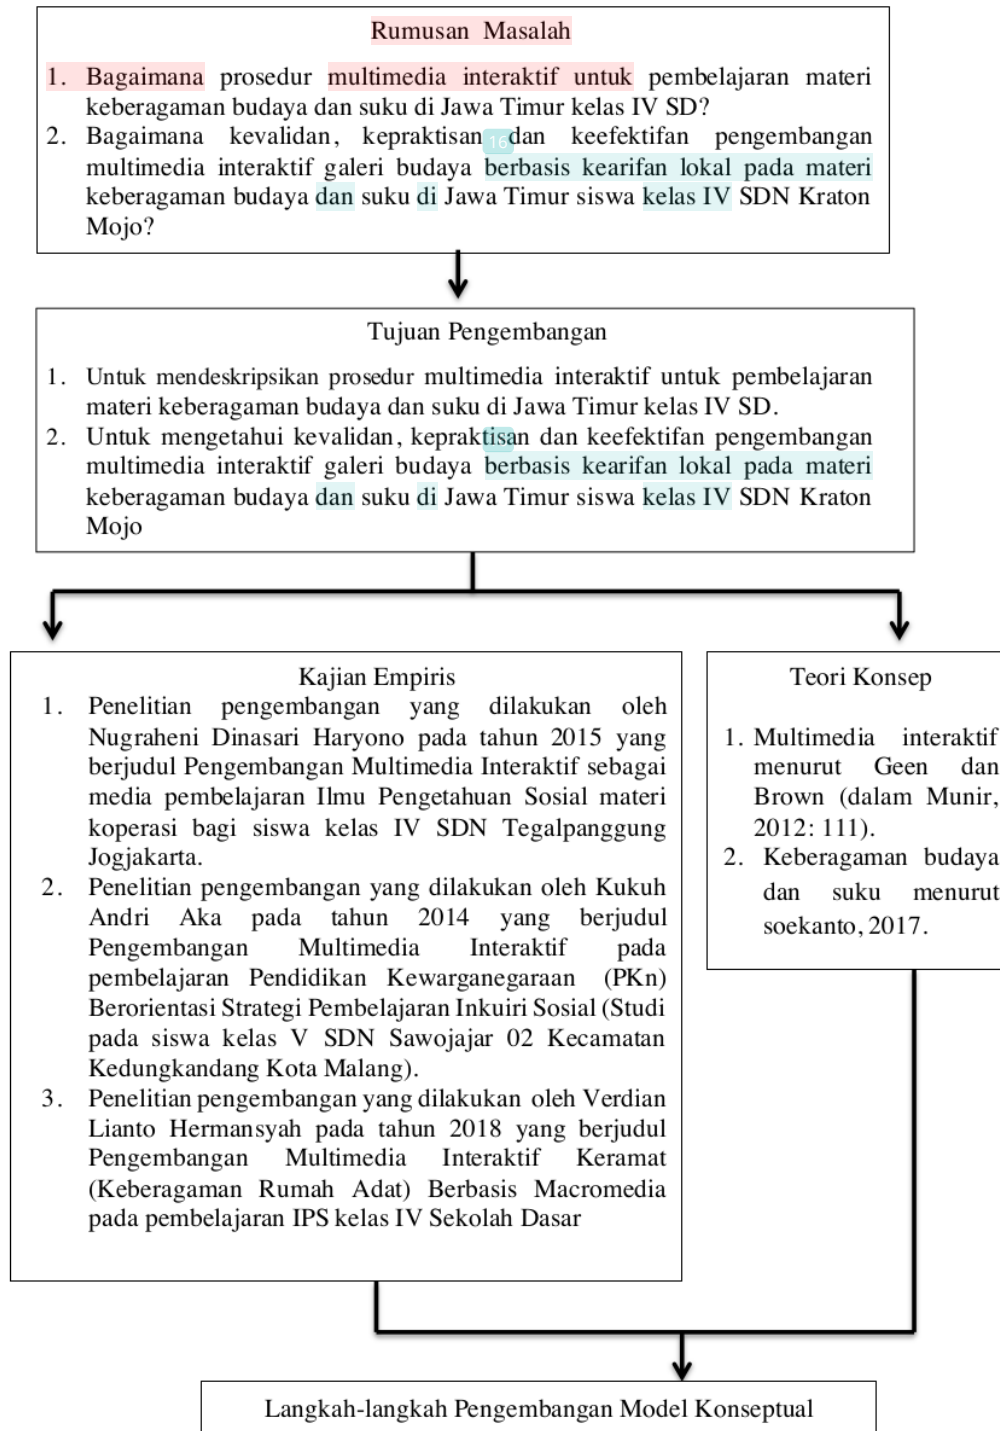 Rumusan Masalah
1. Bagaimana prosedur multimedia interaktif untuk pembelajaran materi
keberagaman budaya dan suku di Jawa Timur kelas IV SD?
2. Bagaimana kevalidan, kepraktisan 16 dan keefektifan pengembangan
multimedia interaktif galeri budaya berbasis kearifan lokal pada materi
keberagaman budaya dan suku di Jawa Timur siswa kelas IV SDN Kraton
Mojo?
Tujuan Pengembangan
1. Untuk mendeskripsikan prosedur multimedia interaktif untuk pembelajaran
materi keberagaman budaya dan suku di Jawa Timur kelas IV SD.
2. Untuk mengetahui kevalidan, kepraktisan dan keefektifan pengembangan
multimedia interaktif galeri budaya berbasis kearifan lokal pada materi
keberagaman budaya dan suku di Jawa Timur siswa kelas IV SDN Kraton
Mojo
Kajian Empiris
1. Penelitian pengembangan yang dilakukan oleh
Nugraheni Dinasari Haryono pada tahun 2015 yang
berjudul Pengembangan Multimedia Interaktif sebagai
media pembelajaran Ilmu Pengetahuan Sosial materi
koperasi bagi siswa kelas IV SDN Tegalpanggung
Jogjakarta.
2. Penelitian pengembangan yang dilakukan oleh Kukuh
Andri Aka pada tahun 2014 yang berjudul
Pengembangan Multimedia Interaktif pada
pembelajaran Pendidikan Kewarganegaraan (PKn)
Berorientasi Strategi Pembelajaran Inkuiri Sosial (Studi
pada siswa kelas V SDN Sawojajar 02 Kecamatan
Kedungkandang Kota Malang).
3. Penelitian pengembangan yang dilakukan oleh Verdian
Lianto Hermansyah pada tahun 2018 yang berjudul
Pengembangan Multimedia Interaktif Keramat
(Keberagaman Rumah Adat) Berbasis Macromedia
pada pembelajaran IPS kelas IV Sekolah Dasar
Teori Konsep
1. Multimedia interaktif
menurut Geen dan
Brown (dalam Munir,
2012: 111).
2. Keberagaman budaya
dan suku menurut
soekanto, 2017.
Langkah-langkah Pengembangan Model Konseptual